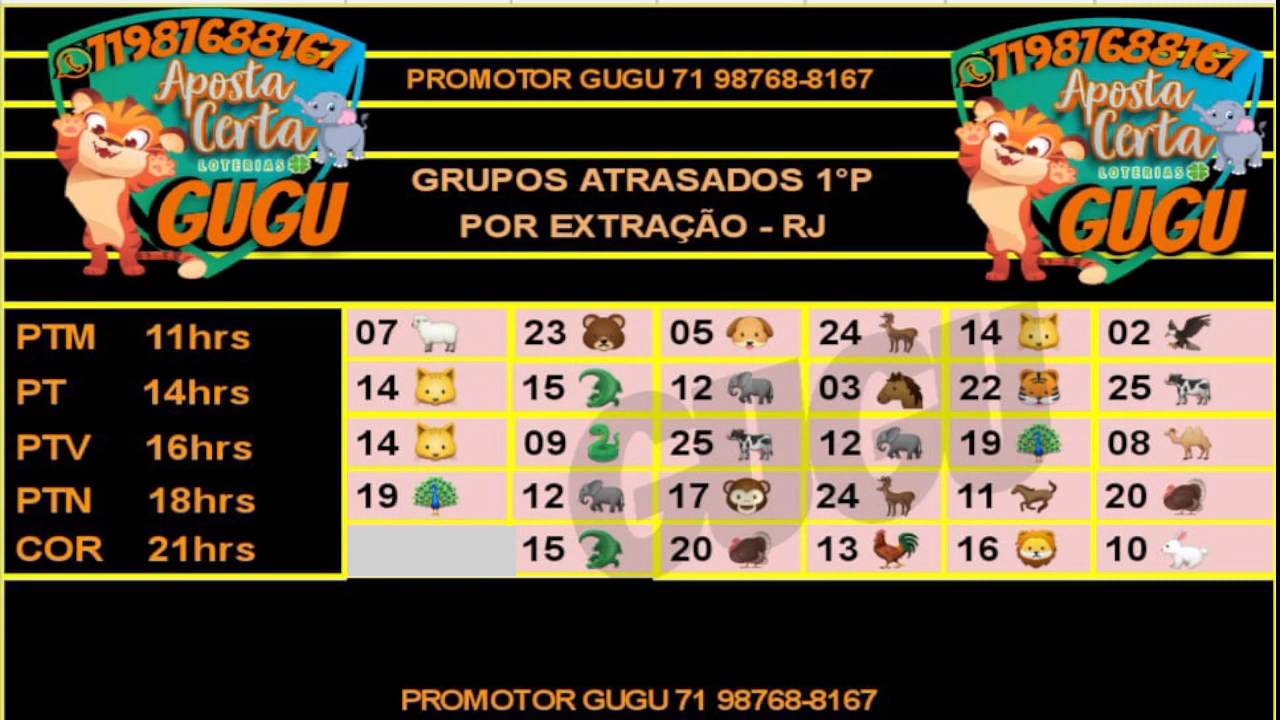 11981688167
Aposta
Certa
LOTERIAS
GUGU
PROMOTOR GUGU 71 98768-8167
11981688167
Aposta
Certa
LOTERIAS
GUGU
GRUPOS ATRASADOS 1°P
POR EXTRAÇÃO - RJ
PTM 11hrs 07 23 05 24 14 02
PT 14hrs 14 15 12 03 22 25
PTV 16hrs 14 09 25 12 19 08
PTN 18hrs 19 12 17 24 11 20
COR 21hrs 15 20 13 16 10
GUGU
PROMOTOR GUGU 71 98768-8167